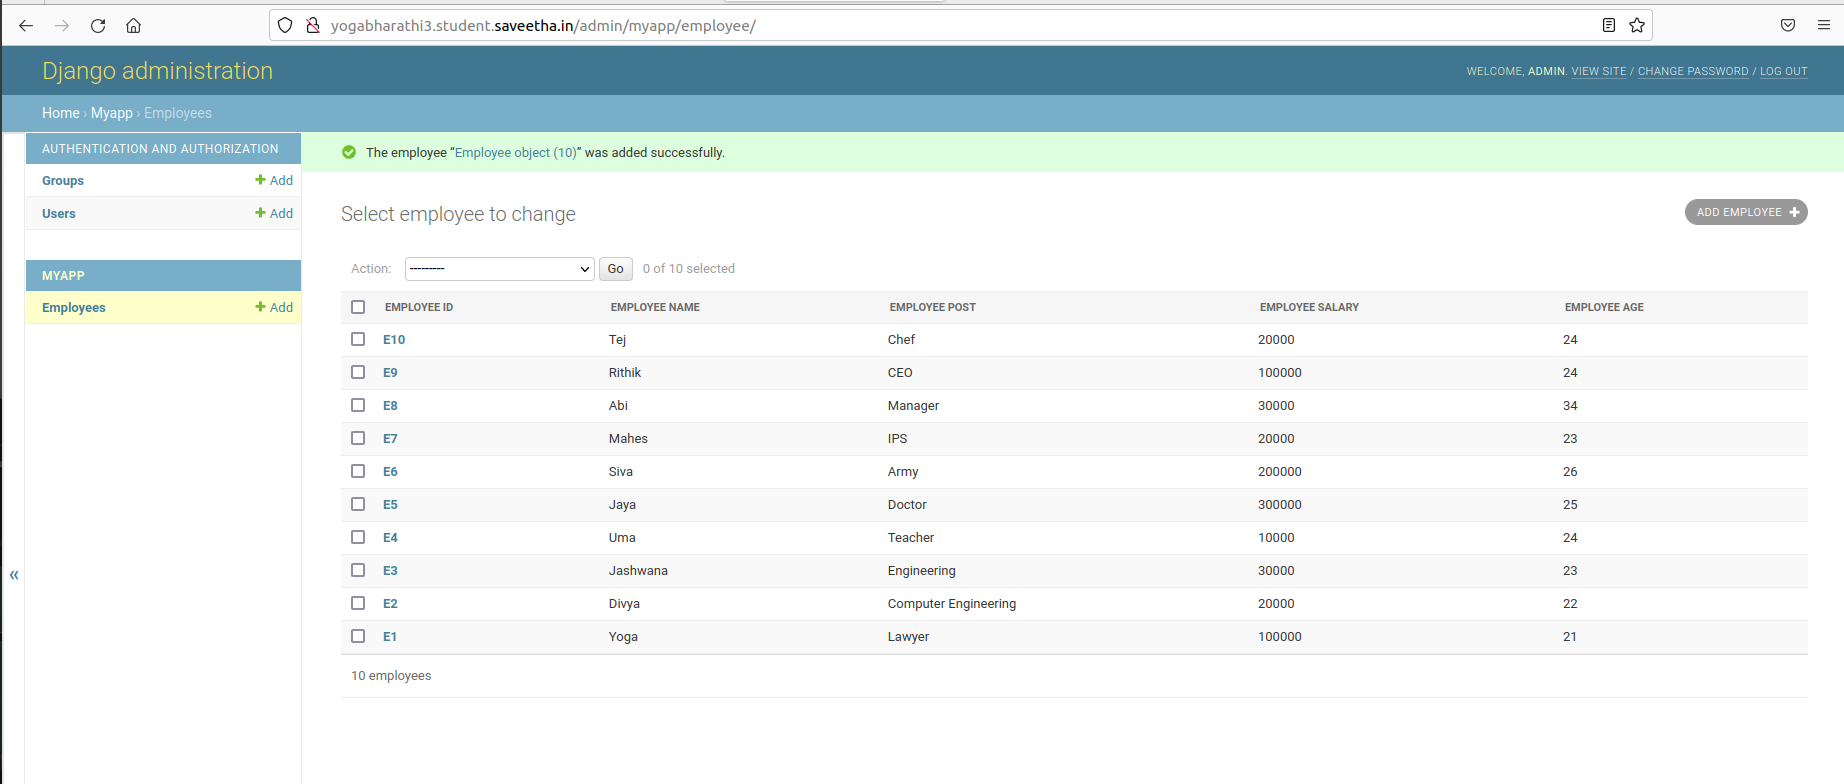 yogabharathi3.student.saveetha.in/admin/myapp/employee/
Django administration
WELCOME, ADMIN. VIEW SITE / CHANGE PASSWORD / LOG OUT
Home › Myapp › Employees
AUTHENTICATION AND AUTHORIZATION
Groups + Add
Users + Add
MYAPP
Employees + Add
The employee “Employee object (10)” was added successfully.
Select employee to change
ADD EMPLOYEE +
Action: --------- Go 0 of 10 selected
EMPLOYEE ID EMPLOYEE NAME EMPLOYEE POST EMPLOYEE SALARY EMPLOYEE AGE
E10 Tej Chef 20000 24
E9 Rithik CEO 100000 24
E8 Abi Manager 30000 34
E7 Mahes IPS 20000 23
E6 Siva Army 200000 26
E5 Jaya Doctor 300000 25
E4 Uma Teacher 10000 24
E3 Jashwana Engineering 30000 23
E2 Divya Computer Engineering 20000 22
E1 Yoga Lawyer 100000 21
10 employees
«